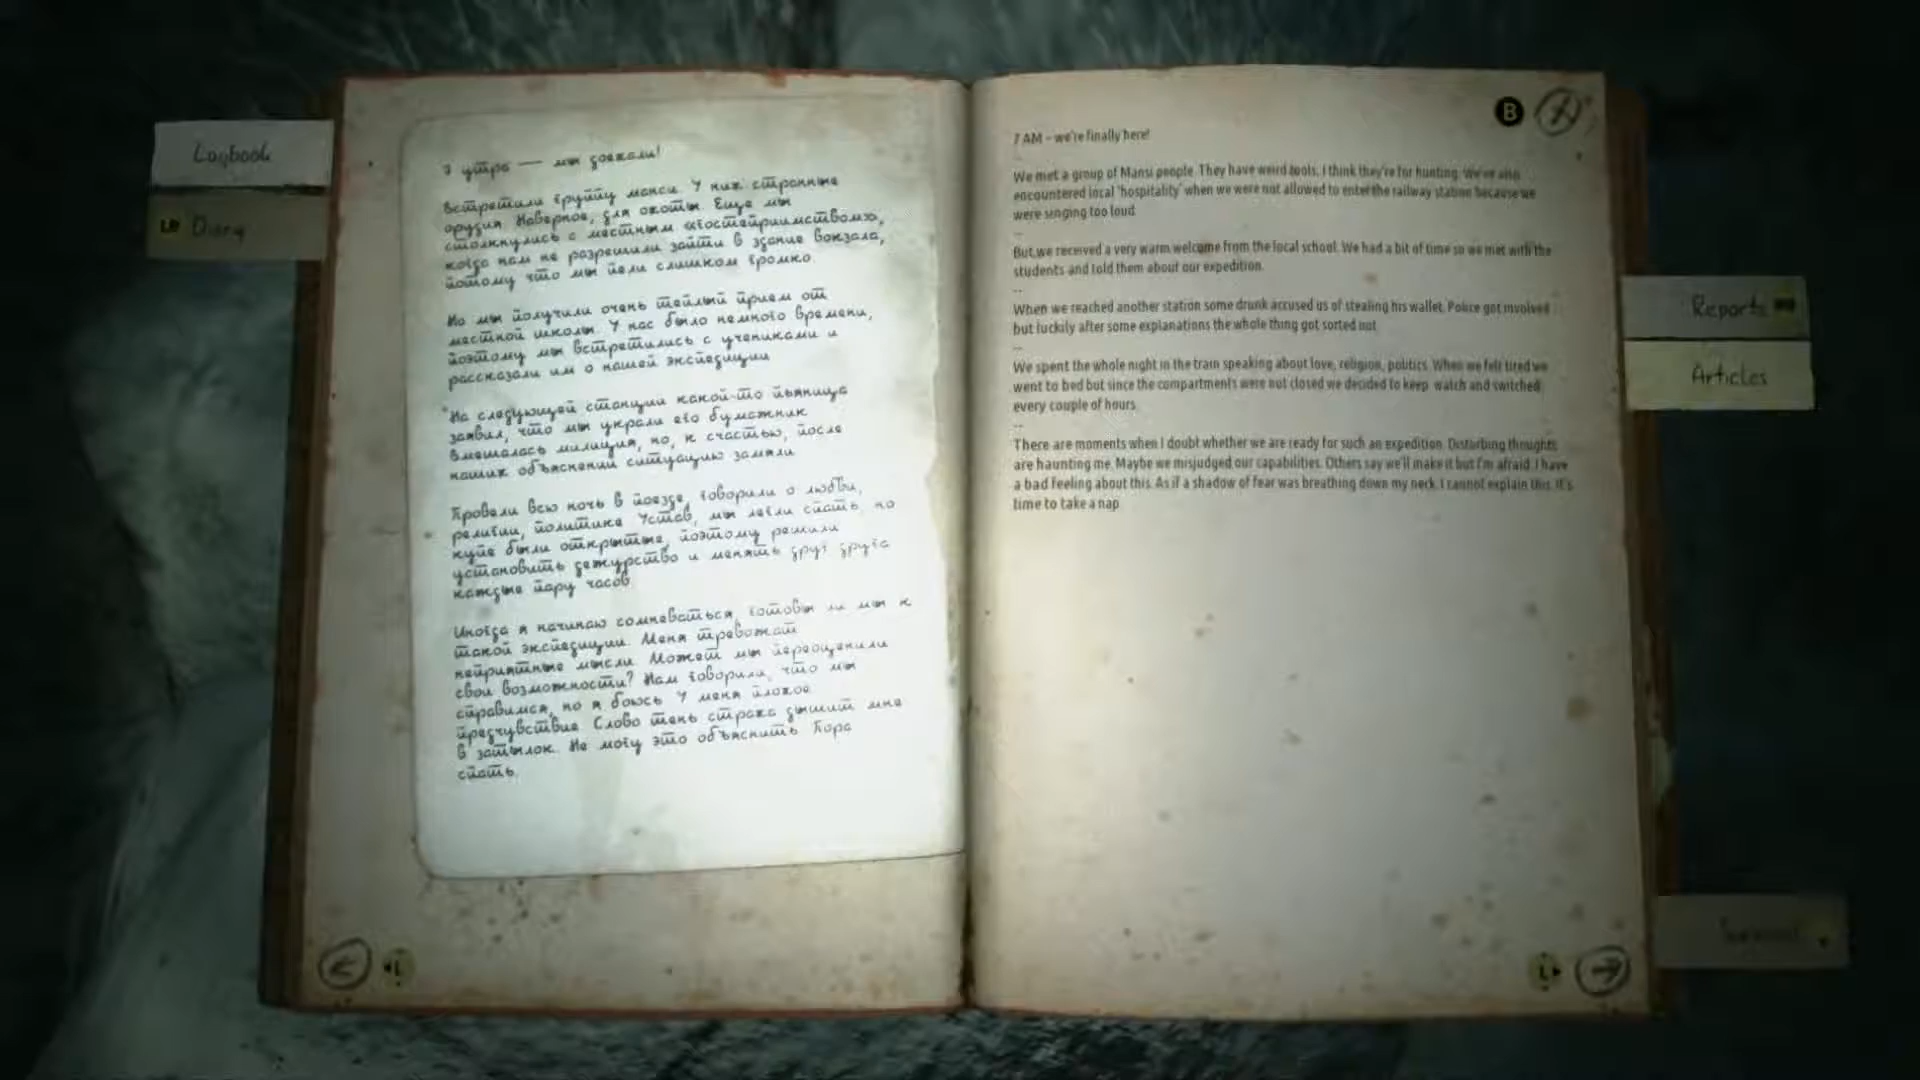 Logbook
LB Diary
7 утра — мы доехали!
Встретили группу манси. У них странные
орудия. Наверное, для охоты. Еще мы
столкнулись с местным «гостеприимством»,
когда нам не разрешили зайти в здание вокзала,
потому что мы пели слишком громко.
Но мы получили очень теплый прием от
местной школы. У нас было немного времени,
поэтому мы встретились с учениками и
рассказали им о нашей экспедиции
На следующей станции какой-то пьяница
заявил, что мы украли его бумажник
Вмешалась милиция, но, к счастью, после
наших объяснений ситуацию замяли
Провели всю ночь в поезде, говорили о любви,
религии, политике Устав, мы легли спать, но
купе были открытые, поэтому решили
установить дежурство и менять друг друга
каждые пару часов
Иногда я начинаю сомневаться, готовы ли мы к
такой экспедиции. Меня тревожат
неприятные мысли Может мы переоценили
свои возможности? Нам говорили, что мы
справимся, но я боюсь У меня плохое
предчувствие Слово тень страха дышит мне
в затылок. Не могу это объяснить Пора
спать.
L
B
7 AM - we're finally here!
--
We met a group of Mansi people. They have weird tools. I think they're for hunting. We've also
encountered local 'hospitality' when we were not allowed to enter the railway station because we
were singing too loud.
--
But we received a very warm welcome from the local school. We had a bit of time so we met with the
students and told them about our expedition.
--
When we reached another station some drunk accused us of stealing his wallet. Police got involved
but luckily after some explanations the whole thing got sorted out.
--
We spent the whole night in the train speaking about love, religion, politics. When we felt tired we
went to bed but since the compartments were not closed we decided to keep watch and switched
every couple of hours.
--
There are moments when I doubt whether we are ready for such an expedition. Disturbing thoughts
are haunting me. Maybe we misjudged our capabilities. Others say we'll make it but I'm afraid. I have
a bad feeling about this. As if a shadow of fear was breathing down my neck. I cannot explain this. It's
time to take a nap.
L
Reports
Articles